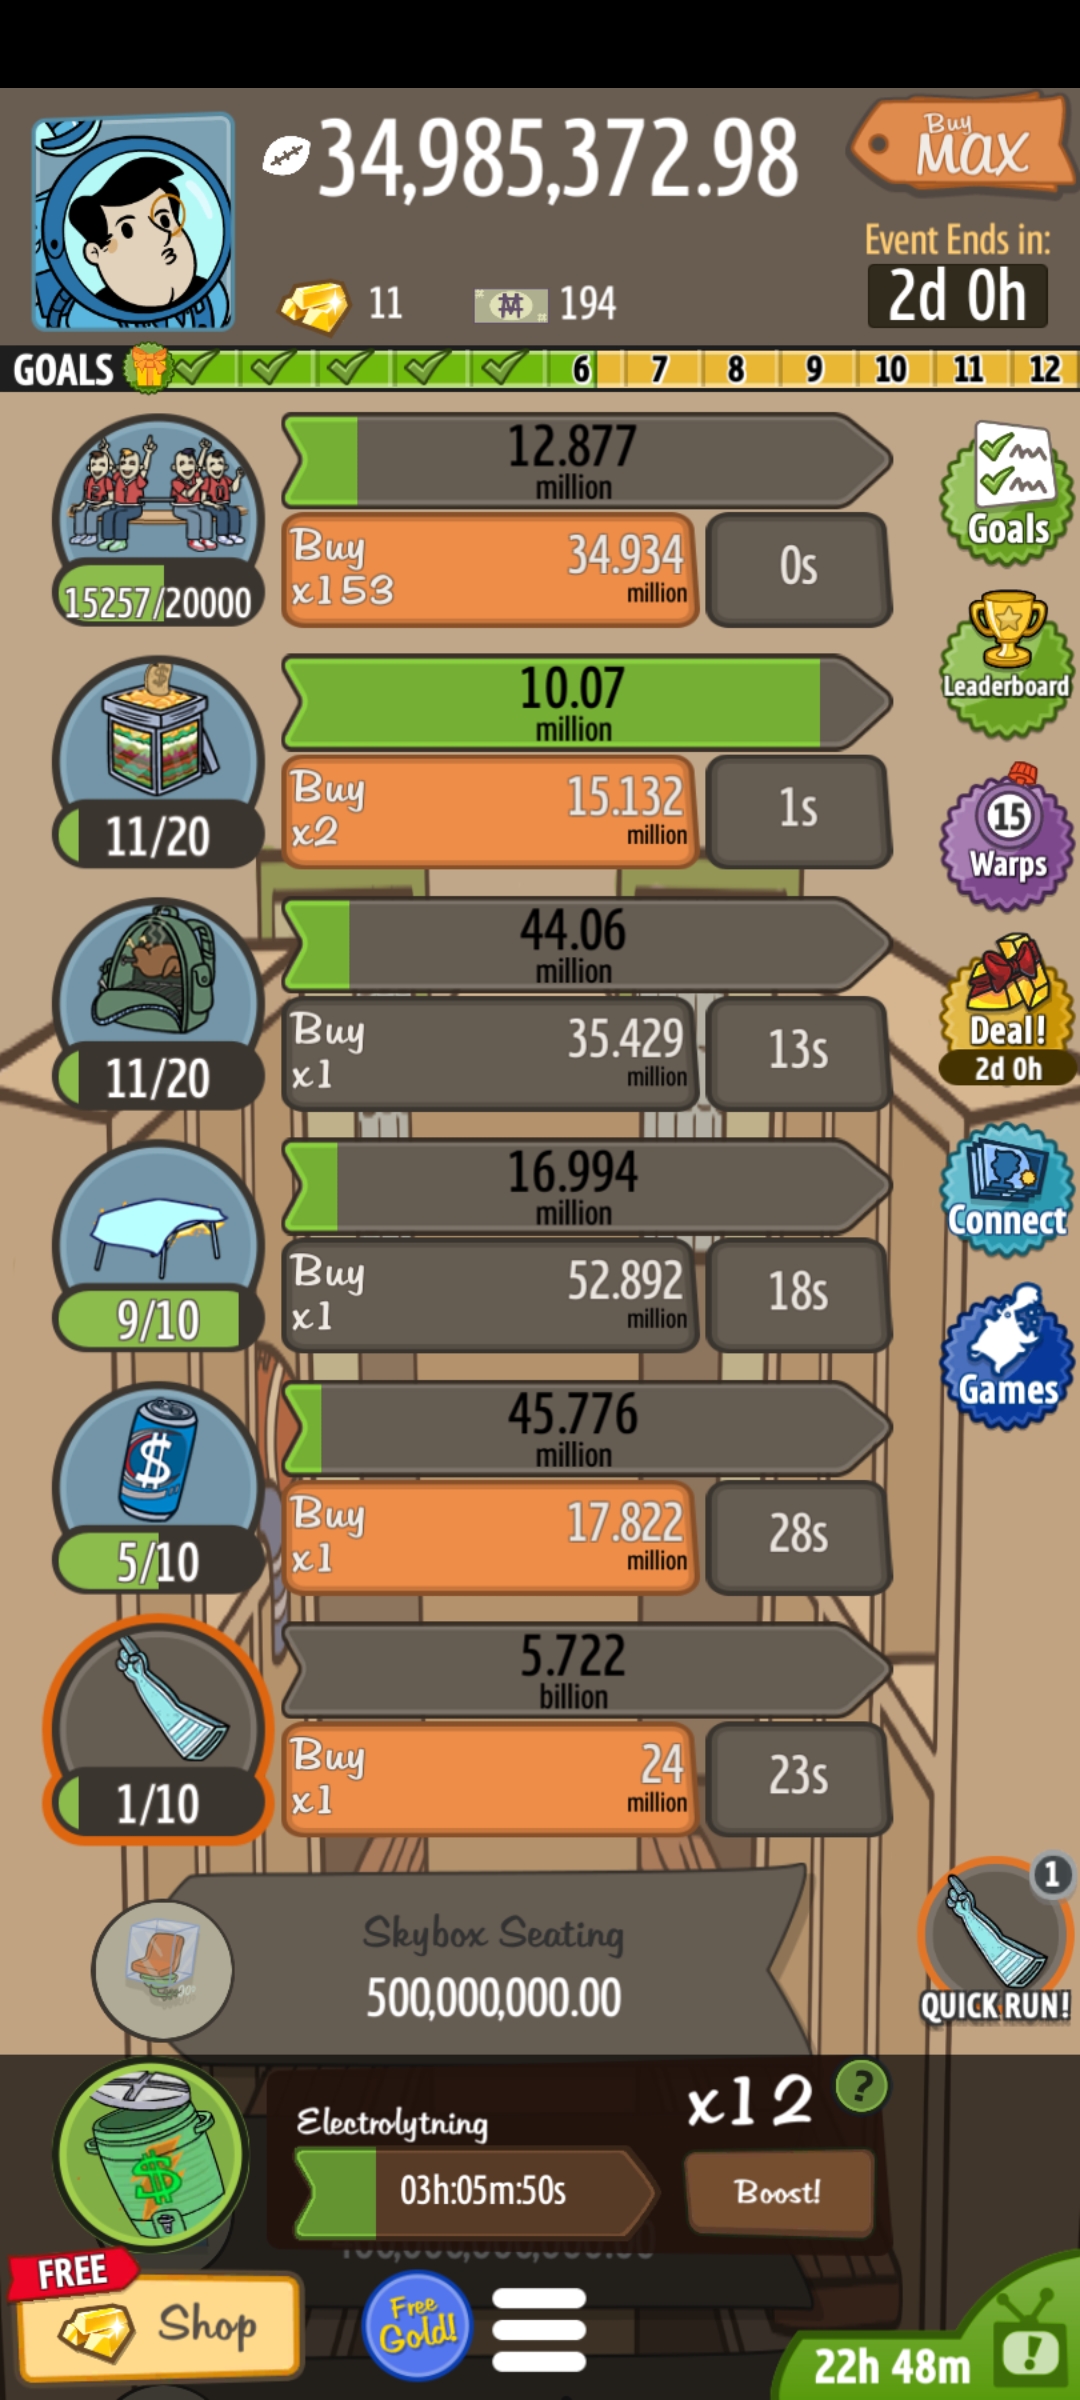 34,985,372.98
Buy
MAX
Event Ends in:
2d 0h
11
194
GOALS
6
7
8
9
10
11
12
12.877
million
Buy
x153
34.934
million
0s
15257/20000
Goals
10.07
million
Buy
x2
15.132
million
1s
11/20
Leaderboard
15
Warps
44.06
million
Buy
x1
35.429
million
13s
11/20
Deal!
2d 0h
16.994
million
Buy
x1
52.892
million
18s
9/10
Connect
45.776
million
Buy
x1
17.822
million
28s
$
5/10
Games
5.722
billion
Buy
x1
24
million
23s
1/10
Skybox Seating
500,000,000.00
1
QUICK RUN!
Electrolytning
x12
?
03h:05m:50s
Boost!
$
FREE
Shop
Free
Gold!
22h 48m
!